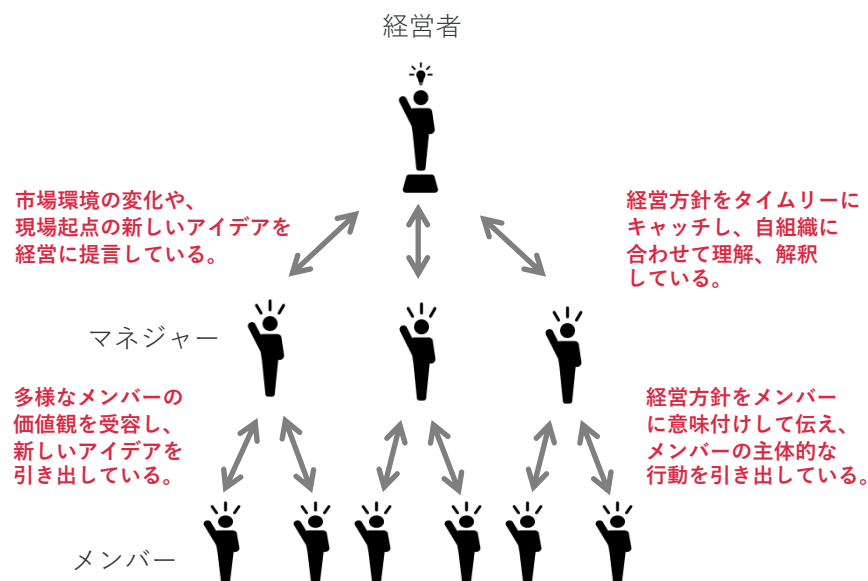 経営者
市場環境の変化や、
現場起点の新しいアイデアを
経営に提言している。
経営方針をタイムリーに
キャッチし、自組織に
合わせて理解、解釈
している。
マネジャー
多様なメンバーの
価値観を受容し、
新しいアイデアを
引き出している。
経営方針をメンバー
に意味付けして伝え、
メンバーの主体的な
行動を引き出している。
メンバー